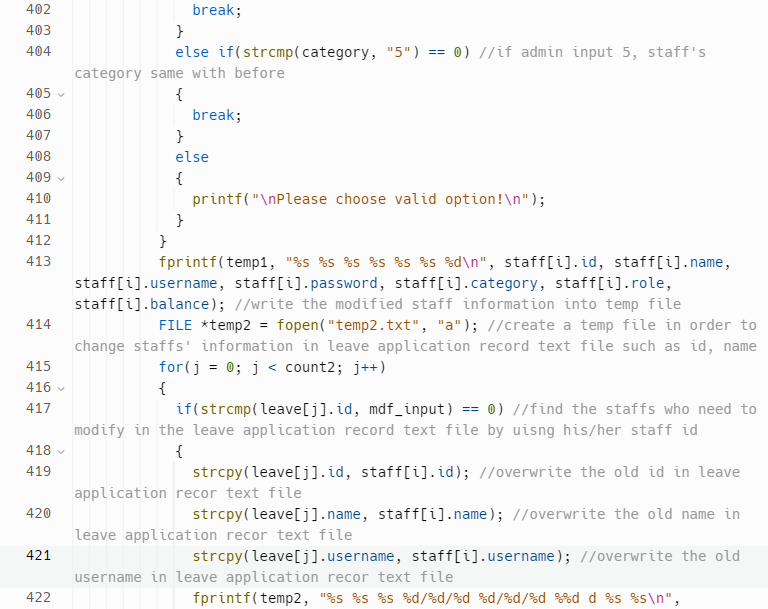 402 break;
403 }
404 else if(strcmp(category, "5") == 0) //if admin input 5, staff's
category same with before
405 {
406 break;
407 }
408 else
409 {
410 printf("\nPlease choose valid option!\n");
411 }
412 }
413 fprintf(temp1, "%s %s %s %s %s %s %d\n", staff[i].id, staff[i].name,
staff[i].username, staff[i].password, staff[i].category, staff[i].role,
staff[i].balance); //write the modified staff information into temp file
414 FILE *temp2 = fopen("temp2.txt", "a"); //create a temp file in order to
change staffs' information in leave application record text file such as id, name
415 for(j = 0; j < count2; j++)
416 {
417 if(strcmp(leave[j].id, mdf_input) == 0) //find the staffs who need to
modify in the leave application record text file by uisng his/her staff id
418 {
419 strcpy(leave[j].id, staff[i].id); //overwrite the old id in leave
application recor text file
420 strcpy(leave[j].name, staff[i].name); //overwrite the old name in
leave application recor text file
421 strcpy(leave[j].username, staff[i].username); //overwrite the old
username in leave application recor text file
422 fprintf(temp2, "%s %s %s %d/%d/%d %d/%d/%d %%d d %s %s\n",